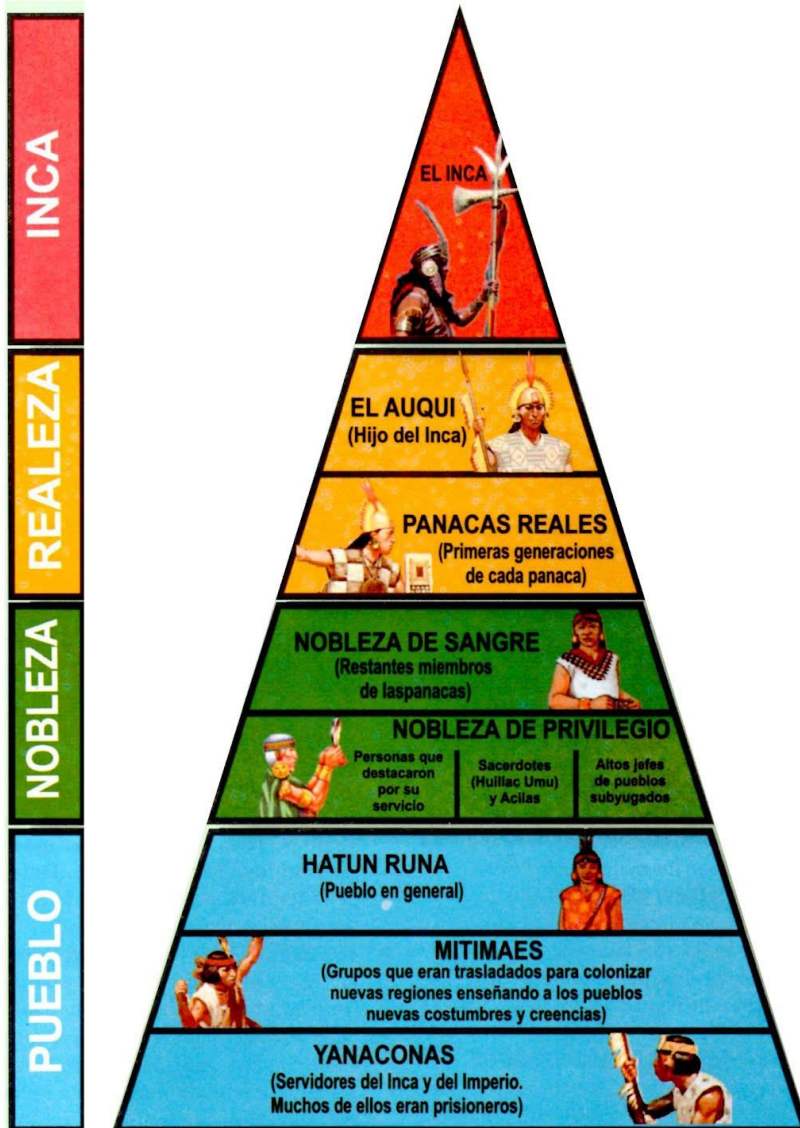 INCA
EL INCA
REALEZA
EL AUQUI
(Hijo del Inca)
PANACAS REALES
(Primeras generaciones
de cada panaca)
NOBLEZA
NOBLEZA DE SANGRE
(Restantes miembros
de laspanacas)
NOBLEZA DE PRIVILEGIO
Personas que
destacaron
por su
servicio
Sacerdotes
(Huillac Umu)
y Acilas
Altos jefes
de pueblos
subyugados
PUEBLO
HATUN RUNA
(Pueblo en general)
MITIMAES
(Grupos que eran trasladados para colonizar
nuevas regiones enseñando a los pueblos
nuevas costumbres y creencias)
YANACONAS
(Servidores del Inca y del Imperio.
Muchos de ellos eran prisioneros)